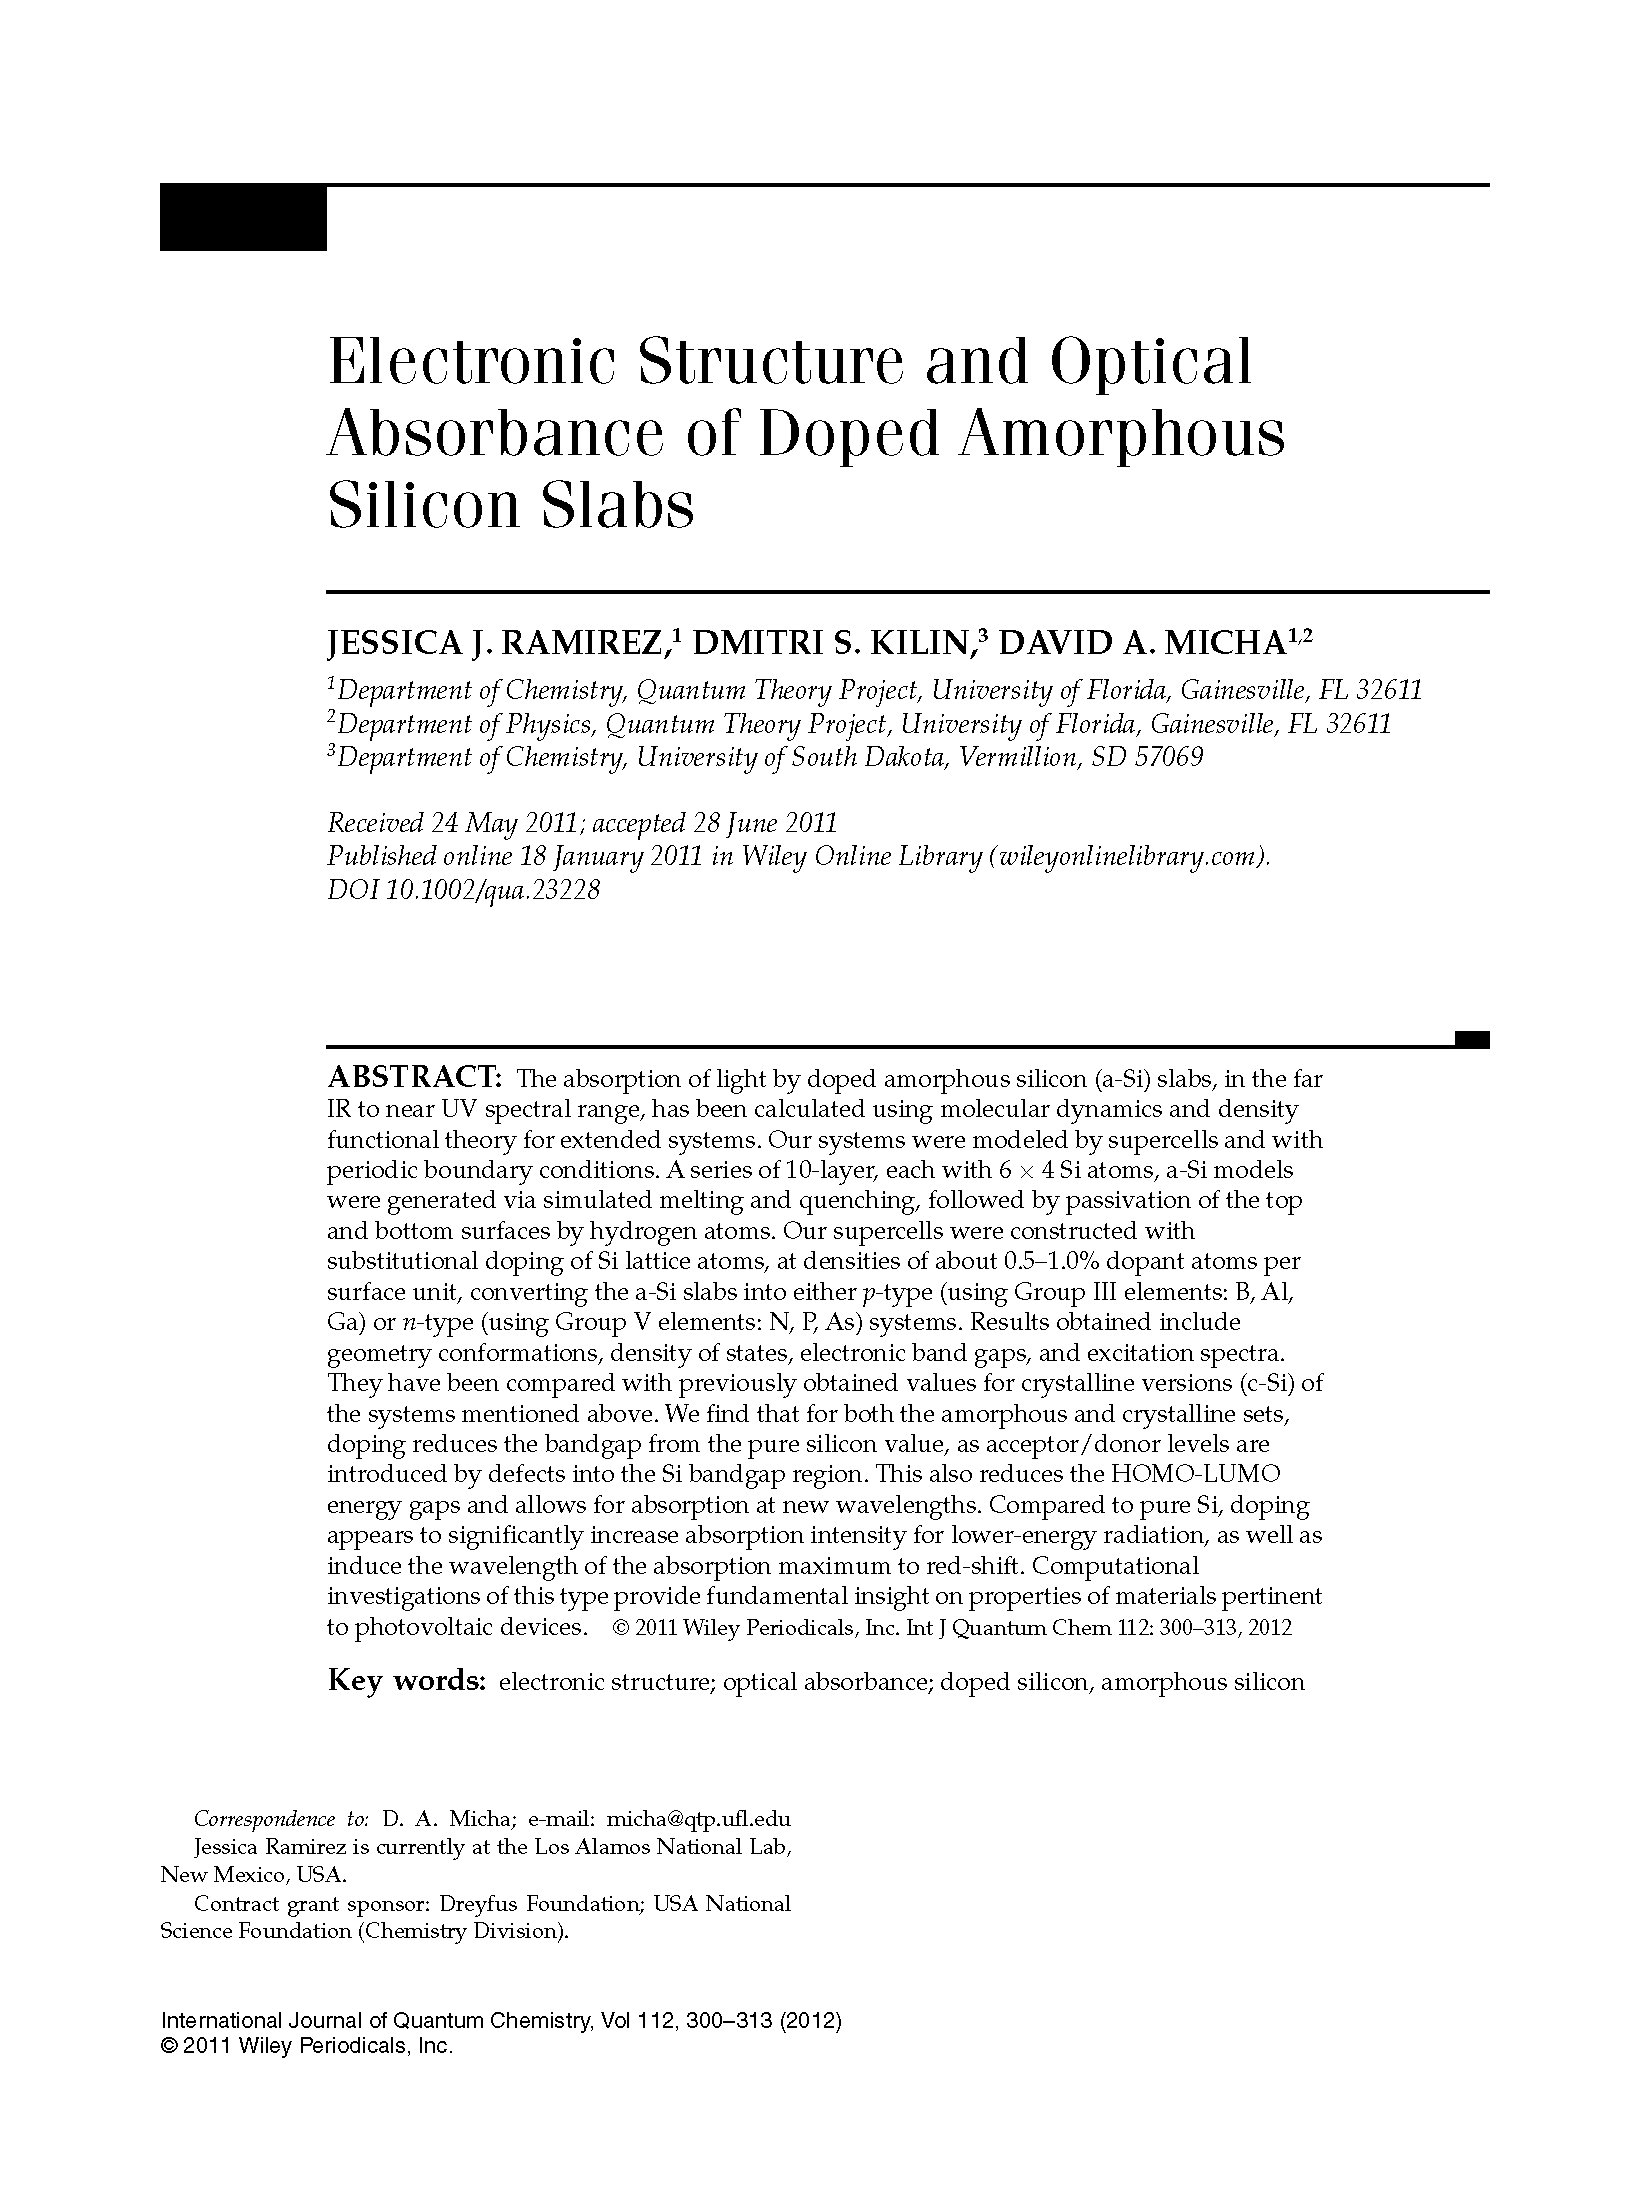 Electronic Structure and Optical
Absorbance of Doped Amorphous
Silicon Slabs
JESSICA J. RAMIREZ,¹ DMITRI S. KILIN,³ DAVID A. MICHA¹,²
¹Department of Chemistry, Quantum Theory Project, University of Florida, Gainesville, FL 32611
²Department of Physics, Quantum Theory Project, University of Florida, Gainesville, FL 32611
³Department of Chemistry, University of South Dakota, Vermillion, SD 57069
Received 24 May 2011; accepted 28 June 2011
Published online 18 January 2011 in Wiley Online Library (wileyonlinelibrary.com).
DOI 10.1002/qua.23228
ABSTRACT: The absorption of light by doped amorphous silicon (a-Si) slabs, in the far
IR to near UV spectral range, has been calculated using molecular dynamics and density
functional theory for extended systems. Our systems were modeled by supercells and with
periodic boundary conditions. A series of 10-layer, each with 6 × 4 Si atoms, a-Si models
were generated via simulated melting and quenching, followed by passivation of the top
and bottom surfaces by hydrogen atoms. Our supercells were constructed with
substitutional doping of Si lattice atoms, at densities of about 0.5–1.0% dopant atoms per
surface unit, converting the a-Si slabs into either p-type (using Group III elements: B, Al,
Ga) or n-type (using Group V elements: N, P, As) systems. Results obtained include
geometry conformations, density of states, electronic band gaps, and excitation spectra.
They have been compared with previously obtained values for crystalline versions (c-Si) of
the systems mentioned above. We find that for both the amorphous and crystalline sets,
doping reduces the bandgap from the pure silicon value, as acceptor/donor levels are
introduced by defects into the Si bandgap region. This also reduces the HOMO-LUMO
energy gaps and allows for absorption at new wavelengths. Compared to pure Si, doping
appears to significantly increase absorption intensity for lower-energy radiation, as well as
induce the wavelength of the absorption maximum to red-shift. Computational
investigations of this type provide fundamental insight on properties of materials pertinent
to photovoltaic devices. © 2011 Wiley Periodicals, Inc. Int J Quantum Chem 112: 300–313, 2012
Key words: electronic structure; optical absorbance; doped silicon, amorphous silicon
Correspondence to: D. A. Micha; e-mail: micha@qtp.ufl.edu
Jessica Ramirez is currently at the Los Alamos National Lab,
New Mexico, USA.
Contract grant sponsor: Dreyfus Foundation; USA National
Science Foundation (Chemistry Division).
International Journal of Quantum Chemistry, Vol 112, 300–313 (2012)
© 2011 Wiley Periodicals, Inc.